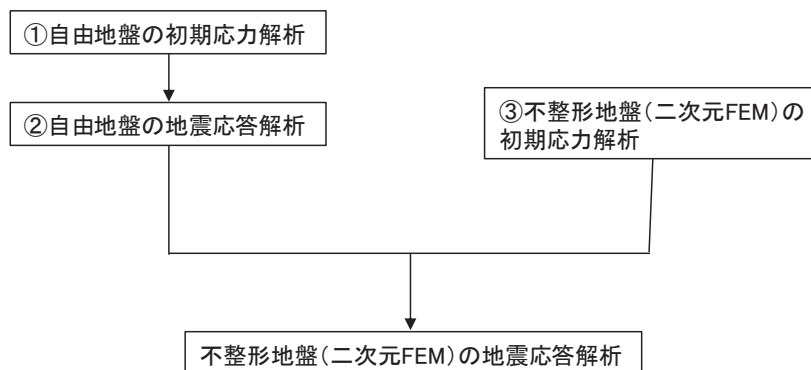 ①自由地盤の初期応力解析
②自由地盤の地震応答解析
③不整形地盤(二次元FEM)の
初期応力解析
不整形地盤(二次元FEM)の地震応答解析